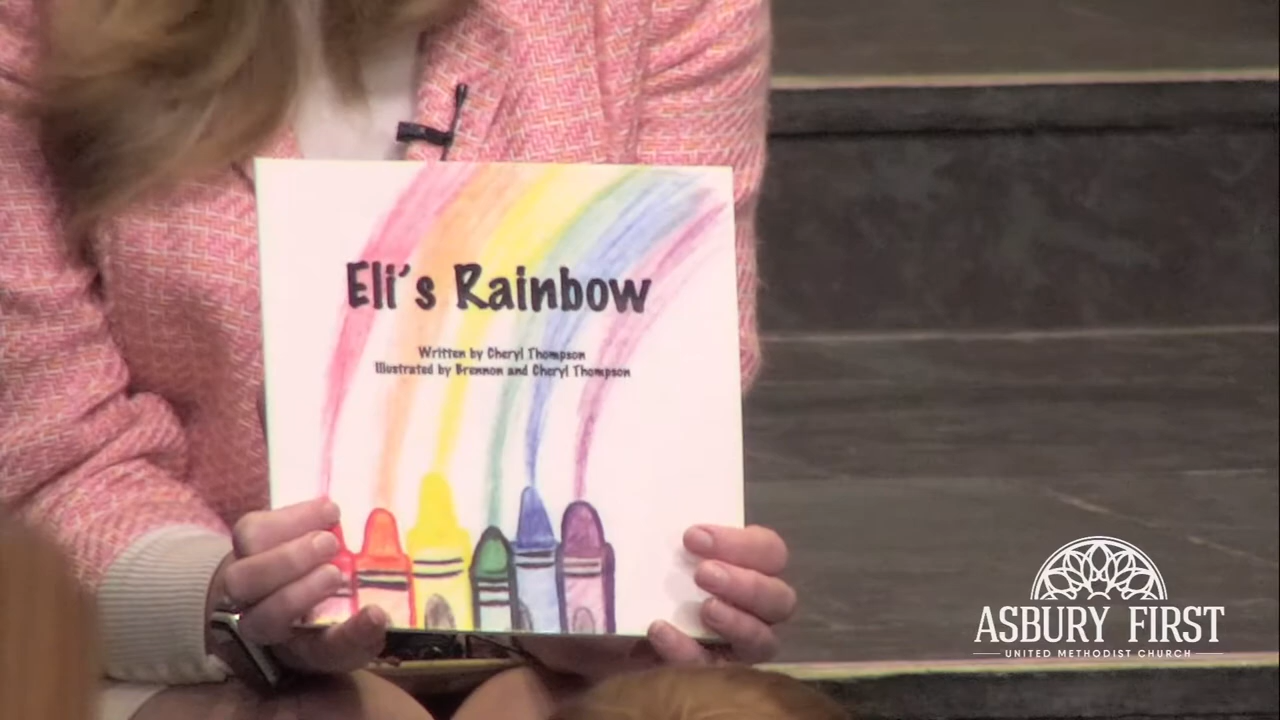 Eli's Rainbow
Written by Cheryl Thompson
Illustrated by Brennon and Cheryl Thompson
ASBURY FIRST
UNITED METHODIST CHURCH